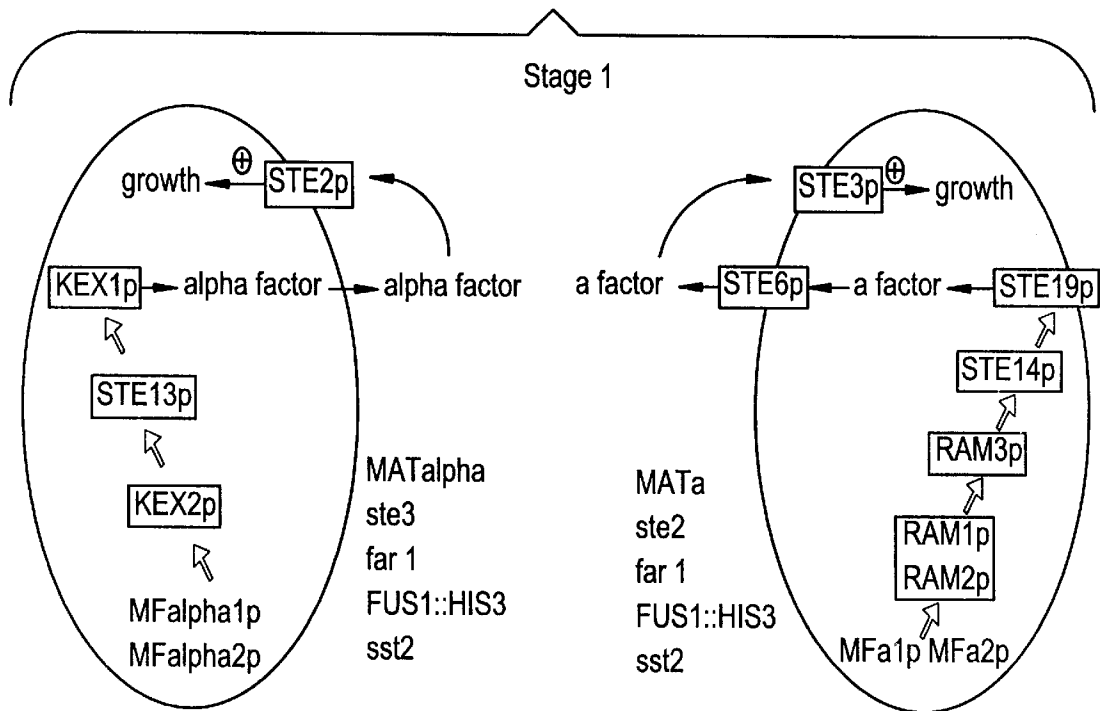 Stage 1
growth
⊕
STE2p
KEX1p
alpha factor
alpha factor
STE13p
KEX2p
MFalpha1p
MFalpha2p
MATalpha
ste3
far 1
FUS1::HIS3
sst2
STE3p
⊕
growth
a factor
STE6p
a factor
STE19p
STE14p
RAM3p
RAM1p
RAM2p
MFa1p MFa2p
MATa
ste2
far 1
FUS1::HIS3
sst2